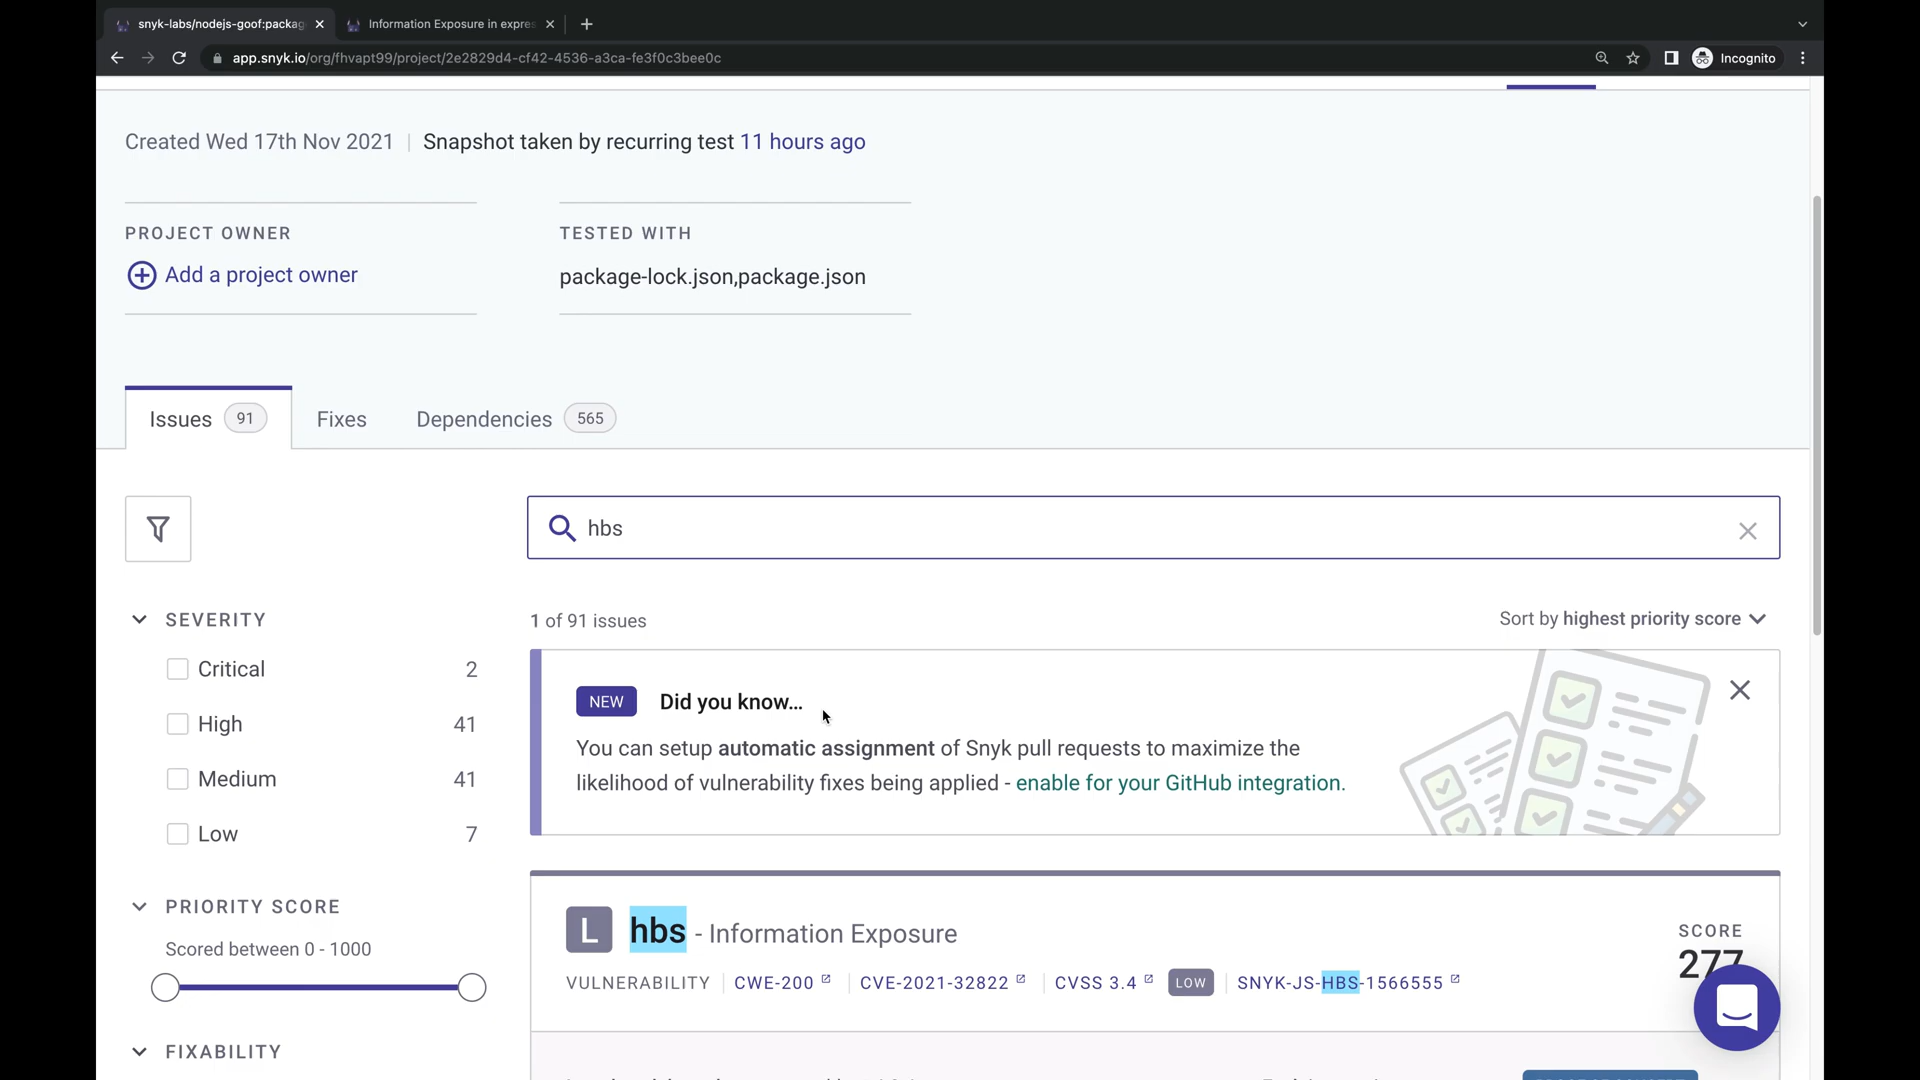 snyk-labs/nodejs-goof:packag
Information Exposure in expres
app.snyk.io/org/fhvapt99/project/2e2829d4-cf42-4536-a3ca-fe3f0c3bee0c
Incognito
Created Wed 17th Nov 2021 | Snapshot taken by recurring test 11 hours ago
PROJECT OWNER
Add a project owner
TESTED WITH
package-lock.json,package.json
Issues 91
Fixes
Dependencies 565
hbs
SEVERITY
Critical 2
High 41
Medium 41
Low 7
PRIORITY SCORE
Scored between 0 - 1000
FIXABILITY
1 of 91 issues
Sort by highest priority score
NEW Did you know...
You can setup automatic assignment of Snyk pull requests to maximize the
likelihood of vulnerability fixes being applied - enable for your GitHub integration.
L hbs - Information Exposure
VULNERABILITY | CWE-200 | CVE-2021-32822 | CVSS 3.4 LOW | SNYK-JS-HBS-1566555
SCORE
277